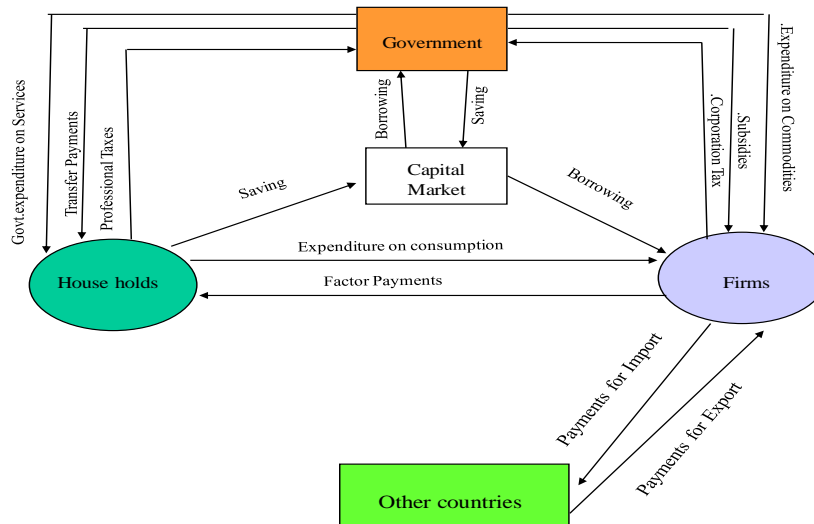 Government
Govt.expenditure on Services
Transfer Payments
Professional Taxes
Borrowing
Saving
.Corporation Tax
.Subsidies
.Expenditure on Commodities
Capital
Market
Saving
Borrowing
Expenditure on consumption
House holds
Factor Payments
Firms
Payments for Import
Payments for Export
Other countries